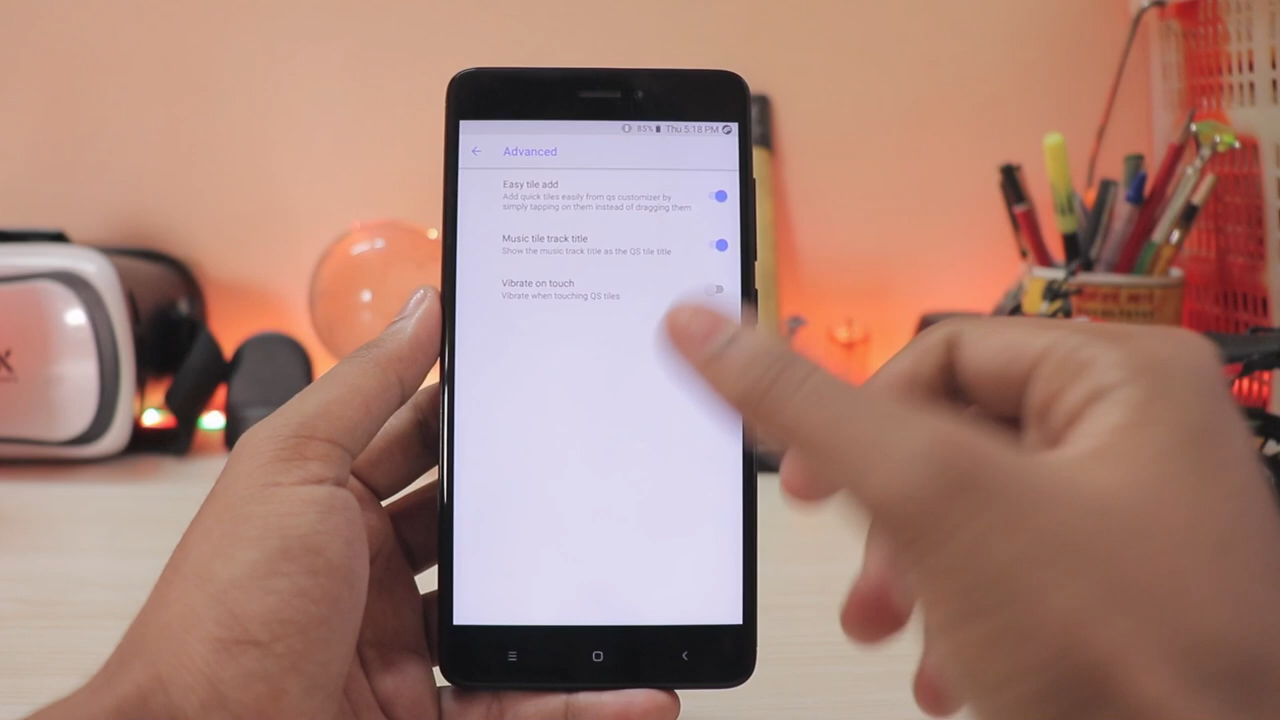 85% Thu 5:18 PM
Advanced
Easy tile add
Add quick tiles easily from qs customizer by
simply tapping on them instead of dragging them
Music tile track title
Show the music track title as the QS tile title
Vibrate on touch
Vibrate when touching QS tiles
X